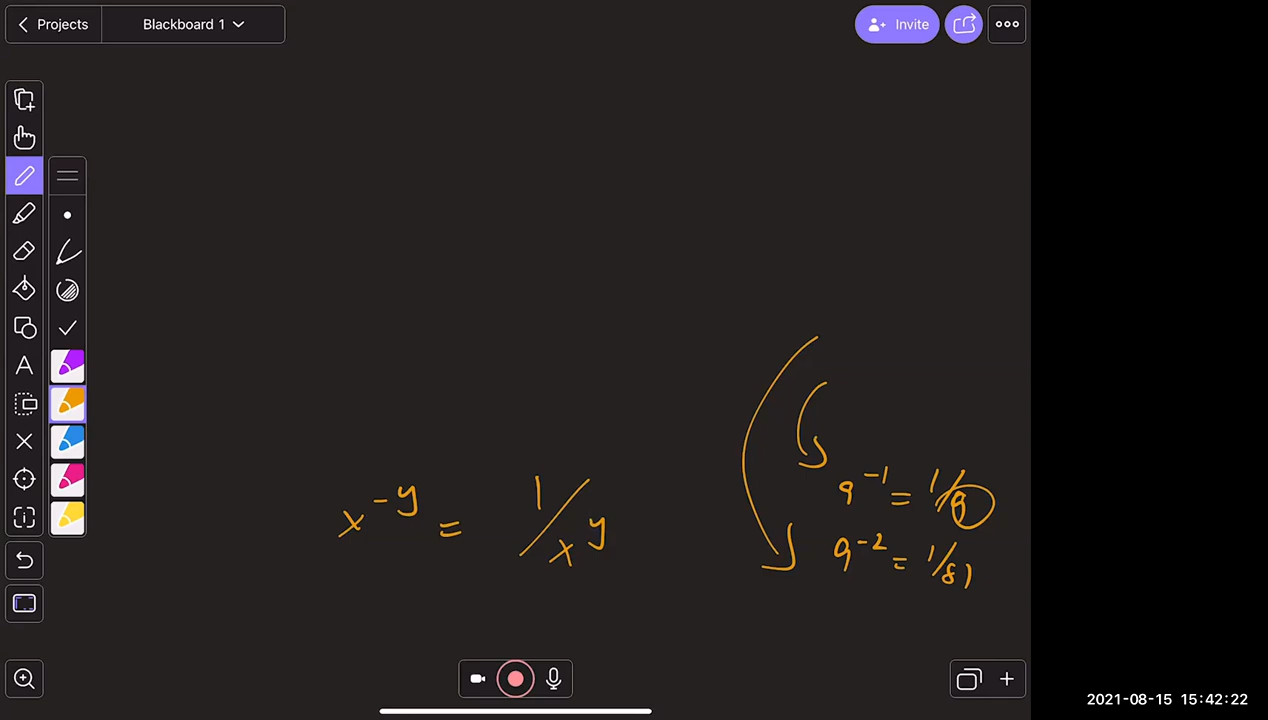 Projects
Blackboard 1
Invite
A
9^-1 = 1/9
x^-y = 1/x^y
9^-2 = 1/81
2021-08-15 15:42:22